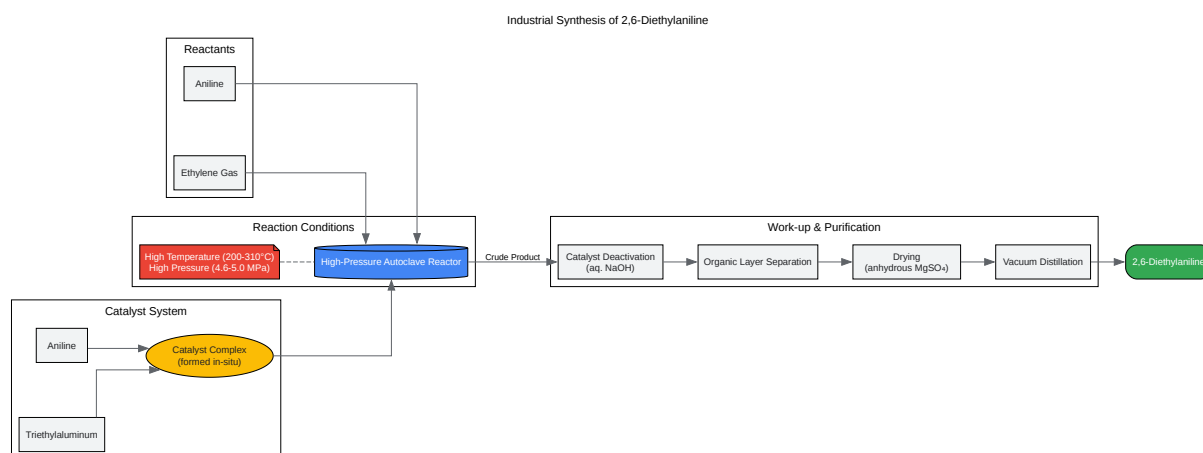 Industrial Synthesis of 2,6-Diethylaniline
Reactants
Aniline
Ethylene Gas
Reaction Conditions
High Temperature (200-310°C)
High Pressure (4.6-5.0 MPa)
High-Pressure Autoclave Reactor
Crude Product
Work-up & Purification
Catalyst Deactivation
(aq. NaOH)
Organic Layer Separation
Drying
(anhydrous MgSO₄)
Vacuum Distillation
2,6-Diethylaniline
Catalyst System
Aniline
Catalyst Complex
(formed in-situ)
Triethylaluminum